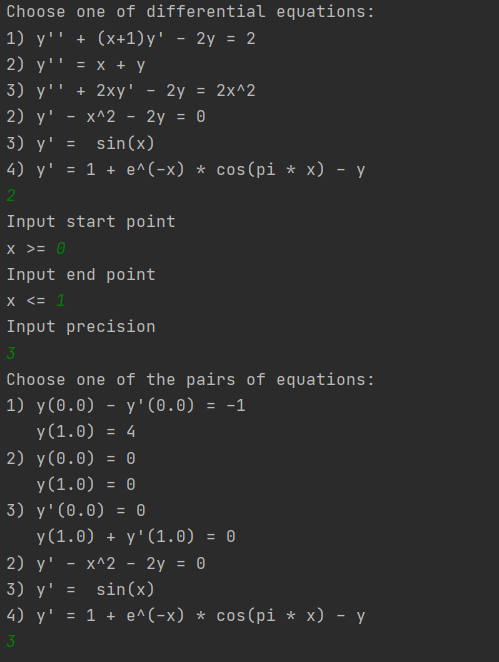 Choose one of differential equations:
1) y'' + (x+1)y' - 2y = 2
2) y'' = x + y
3) y'' + 2xy' - 2y = 2x^2
2) y' - x^2 - 2y = 0
3) y' =  sin(x)
4) y' = 1 + e^(-x) * cos(pi * x) - y
2
Input start point
x >= 0
Input end point
x <= 1
Input precision
3
Choose one of the pairs of equations:
1) y(0.0) - y'(0.0) = -1
   y(1.0) = 4
2) y(0.0) = 0
   y(1.0) = 0
3) y'(0.0) = 0
   y(1.0) + y'(1.0) = 0
2) y' - x^2 - 2y = 0
3) y' =  sin(x)
4) y' = 1 + e^(-x) * cos(pi * x) - y
3